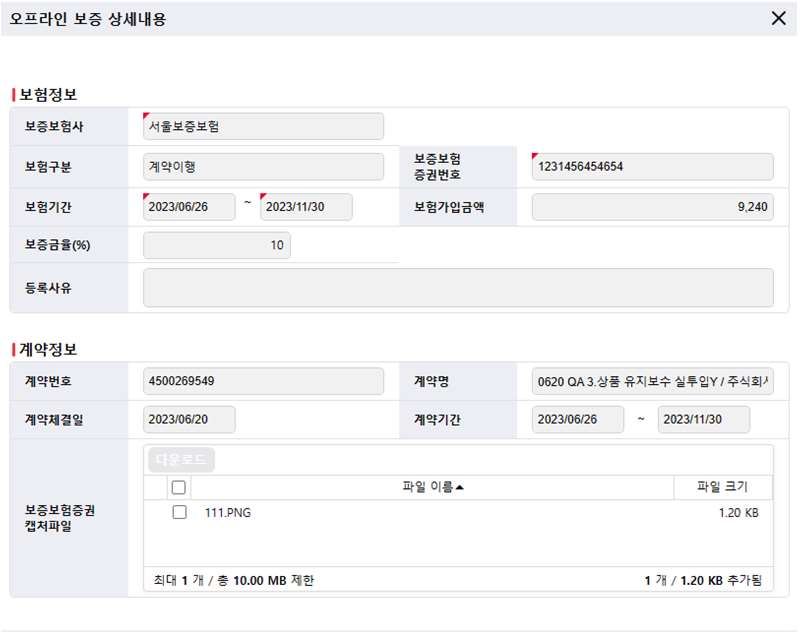 오프라인 보증 상세내용
보험정보
보증보험사 서울보증보험
보험구분 계약이행 보증보험 증권번호 1231456454654
보험기간 2023/06/26 ~ 2023/11/30 보험가입금액 9,240
보증금율(%) 10
등록사유
계약정보
계약번호 4500269549 계약명 0620 QA 3.상품 유지보수 실투입Y / 주식회사
계약체결일 2023/06/20 계약기간 2023/06/26 ~ 2023/11/30
보증보험증권 캡처파일
다운로드
파일 이름▲ 파일 크기
111.PNG 1.20 KB
최대 1 개 / 총 10.00 MB 제한 1 개 / 1.20 KB 추가됨